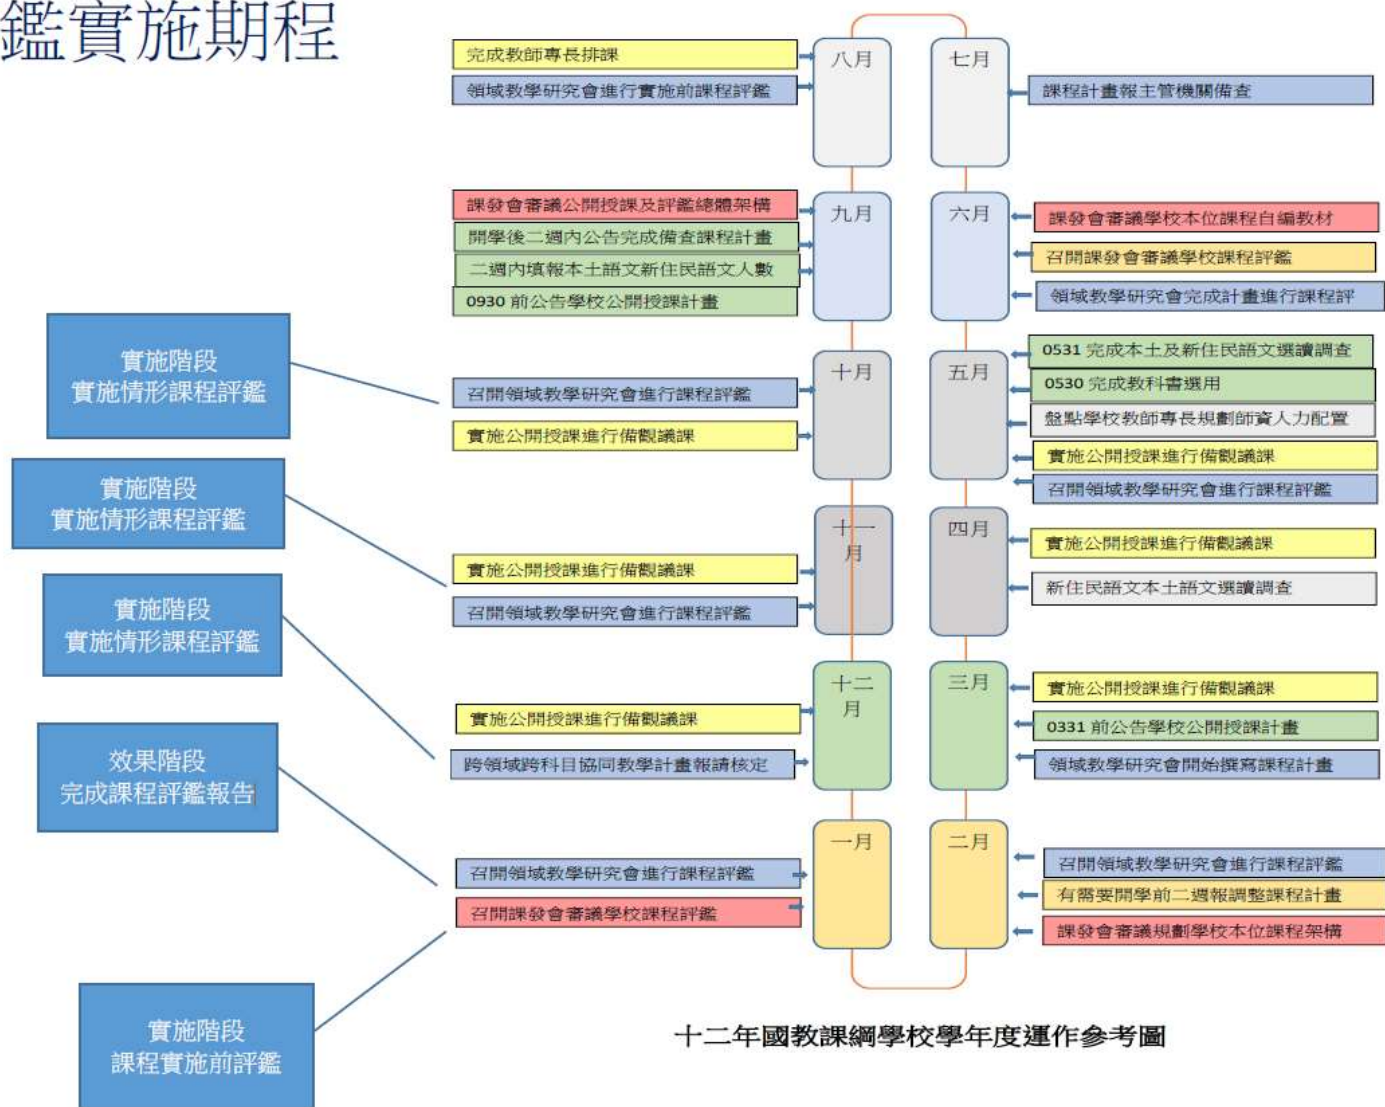 鑑實施期程
完成教師專長排課
領域教學研究會進行實施前課程評鑑
八月
七月
課程計畫報主管機關備查
課發會審議公開授課及評鑑總體架構
開學後二週內公告完成備查課程計畫
二週內填報本土語文新住民語文人數
0930 前公告學校公開授課計畫
九月
六月
課發會審議學校本位課程自編教材
召開課發會審議學校課程評鑑
領域教學研究會完成計畫進行課程評
實施階段
實施情形課程評鑑
召開領域教學研究會進行課程評鑑
實施公開授課進行備觀議課
十月
五月
0531 完成本土及新住民語文選讀調查
0530 完成教科書選用
盤點學校教師專長規劃師資人力配置
實施公開授課進行備觀議課
召開領域教學研究會進行課程評鑑
實施階段
實施情形課程評鑑
實施公開授課進行備觀議課
召開領域教學研究會進行課程評鑑
十一
月
四月
實施公開授課進行備觀議課
新住民語文本土語文選讀調查
實施階段
實施情形課程評鑑
實施公開授課進行備觀議課
跨領域跨科目協同教學計畫報請核定
十二
月
三月
實施公開授課進行備觀議課
0331 前公告學校公開授課計畫
領域教學研究會開始撰寫課程計畫
效果階段
完成課程評鑑報告
召開領域教學研究會進行課程評鑑
召開課發會審議學校課程評鑑
一月
二月
召開領域教學研究會進行課程評鑑
有需要開學前二週報調整課程計畫
課發會審議規劃學校本位課程架構
實施階段
課程實施前評鑑
十二年國教課綱學校學年度運作參考圖